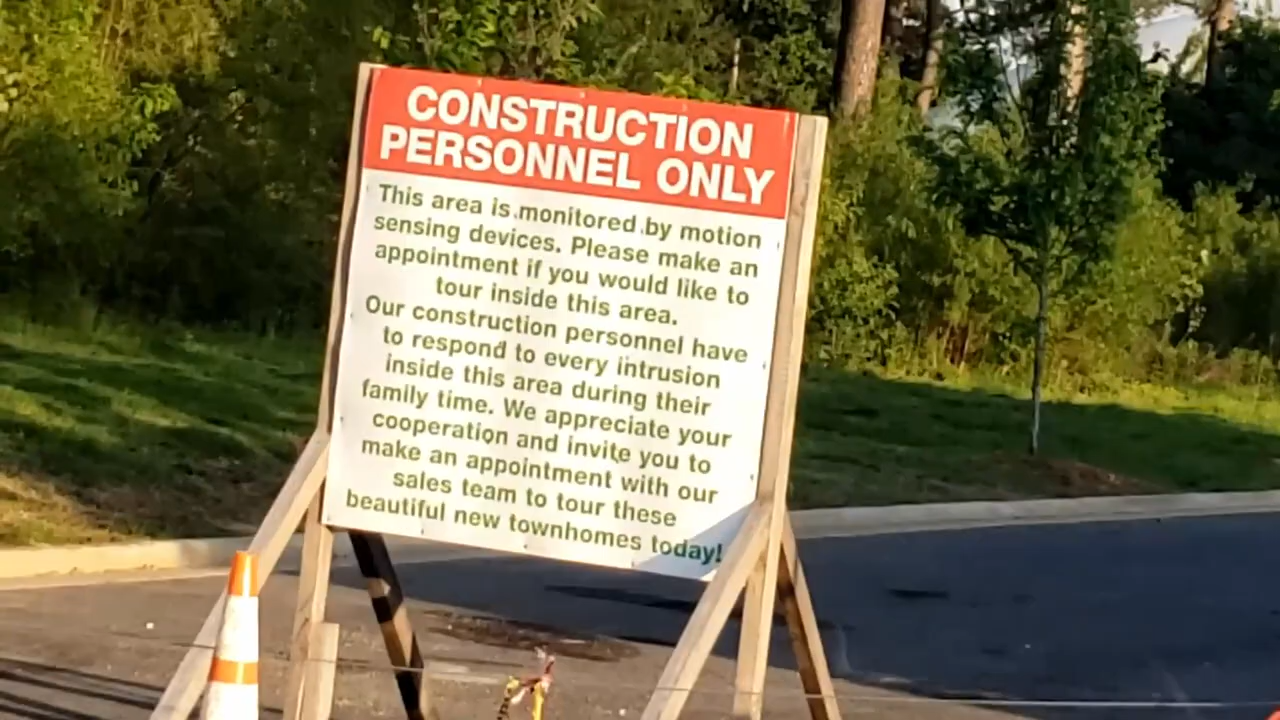 CONSTRUCTION
PERSONNEL ONLY
This area is monitored by motion
sensing devices. Please make an
appointment if you would like to
tour inside this area.
Our construction personnel have
to respond to every intrusion
inside this area during their
family time. We appreciate your
cooperation and invite you to
make an appointment with our
sales team to tour these
beautiful new townhomes today!